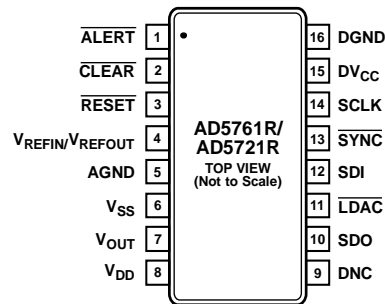 ALERT 1
CLEAR 2
RESET 3
VREFIN/VREFOUT 4
AGND 5
VSS 6
VOUT 7
VDD 8
AD5761R/
AD5721R
TOP VIEW
(Not to Scale)
16 DGND
15 DVCC
14 SCLK
13 SYNC
12 SDI
11 LDAC
10 SDO
9 DNC